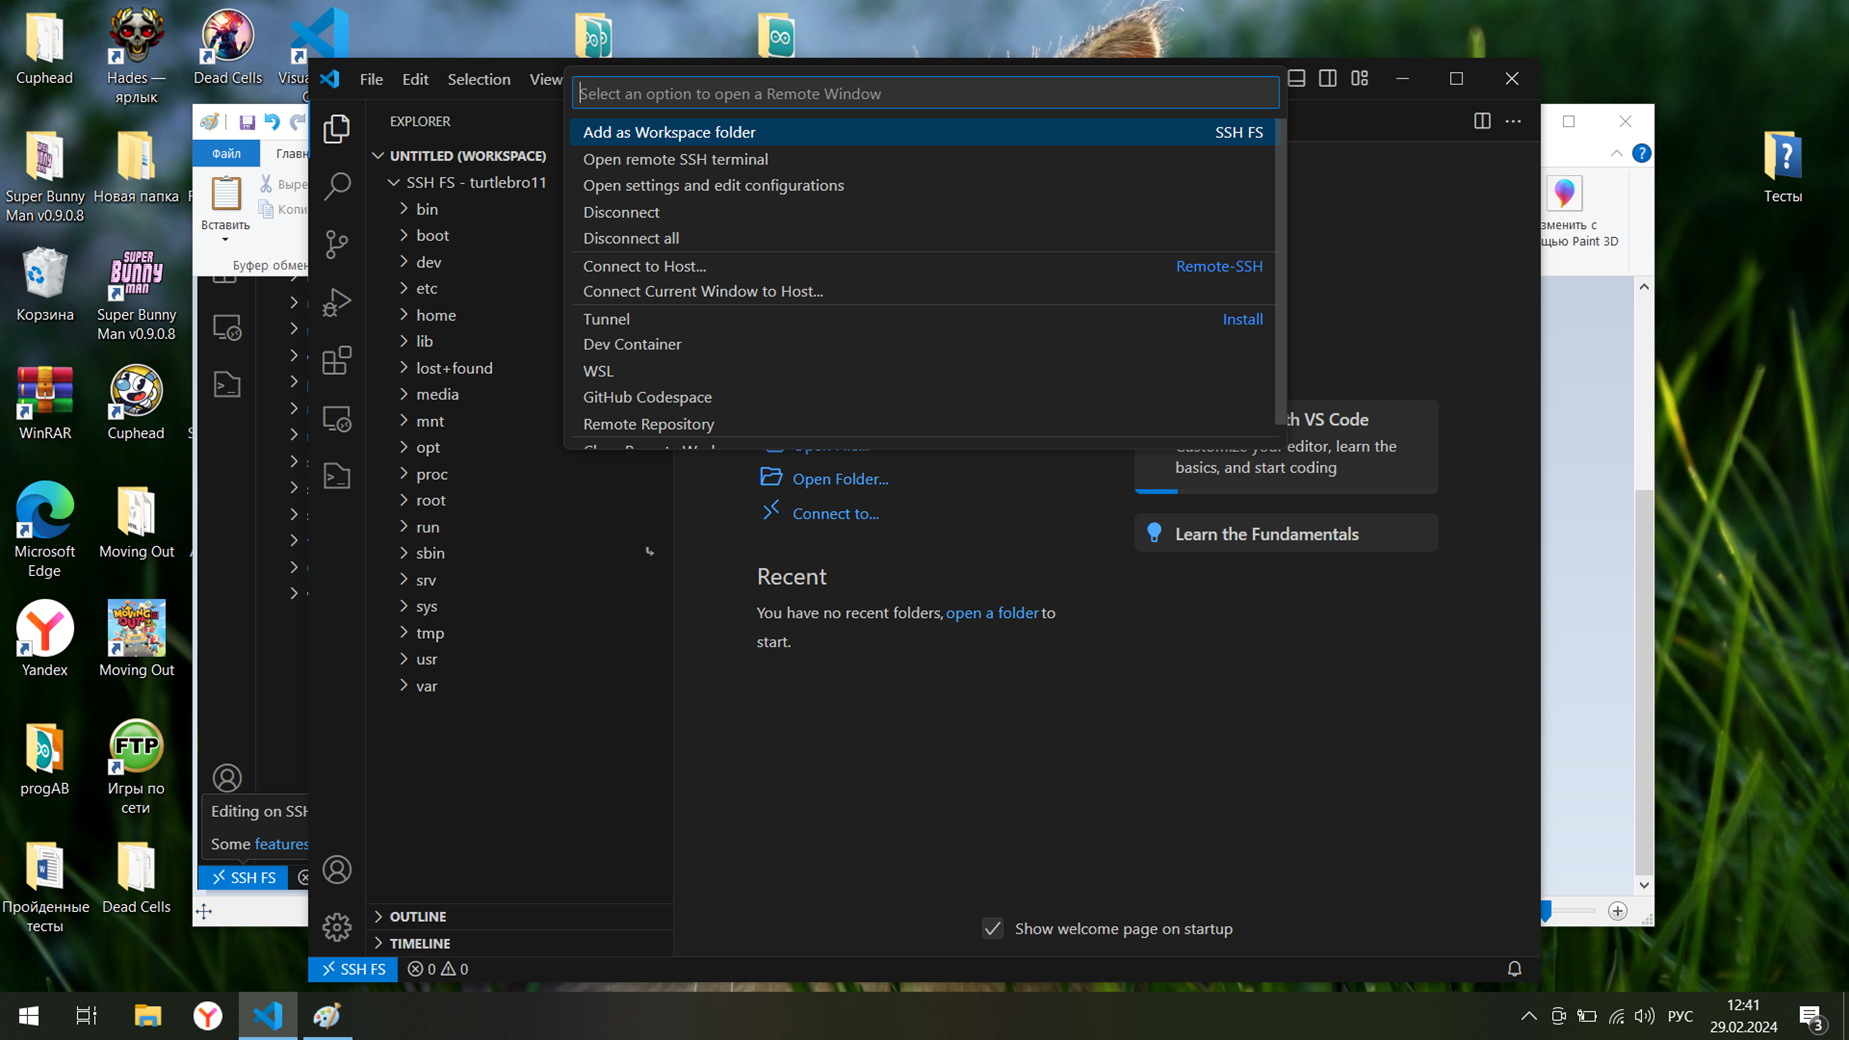 Cuphead
Hades —
ярлык
Dead Cells
Visua
File
Edit
Selection
View
Select an option to open a Remote Window
Add as Workspace folder
SSH FS
Open remote SSH terminal
Open settings and edit configurations
Disconnect
Disconnect all
Connect to Host...
Remote-SSH
Connect Current Window to Host...
Tunnel
Install
Dev Container
WSL
GitHub Codespace
Remote Repository
EXPLORER
UNTITLED (WORKSPACE)
SSH FS - turtlebro11
bin
boot
dev
etc
home
lib
lost+found
media
mnt
opt
proc
root
run
sbin
srv
sys
tmp
usr
var
OUTLINE
TIMELINE
SSH FS
0
0
Open Folder...
Connect to...
Recent
You have no recent folders, open a folder to
start.
th VS Code
Customize your editor, learn the
basics, and start coding
Learn the Fundamentals
Show welcome page on startup
Файл
Главн
Выре
Копи
Вставить
Буфер обмен
зменить с
щью Paint 3D
Editing on SSH
Some features
SSH FS
Super Bunny
Man v0.9.0.8
Новая папка
Корзина
SUPER
BUNNY
MAN
Super Bunny
Man v0.9.0.8
WinRAR
Cuphead
Microsoft
Edge
Moving Out
Yandex
MOVING
OUT
Moving Out
progAB
FTP
Игры по
сети
Пройденные
тесты
Dead Cells
Тесты
РУС
12:41
29.02.2024
3